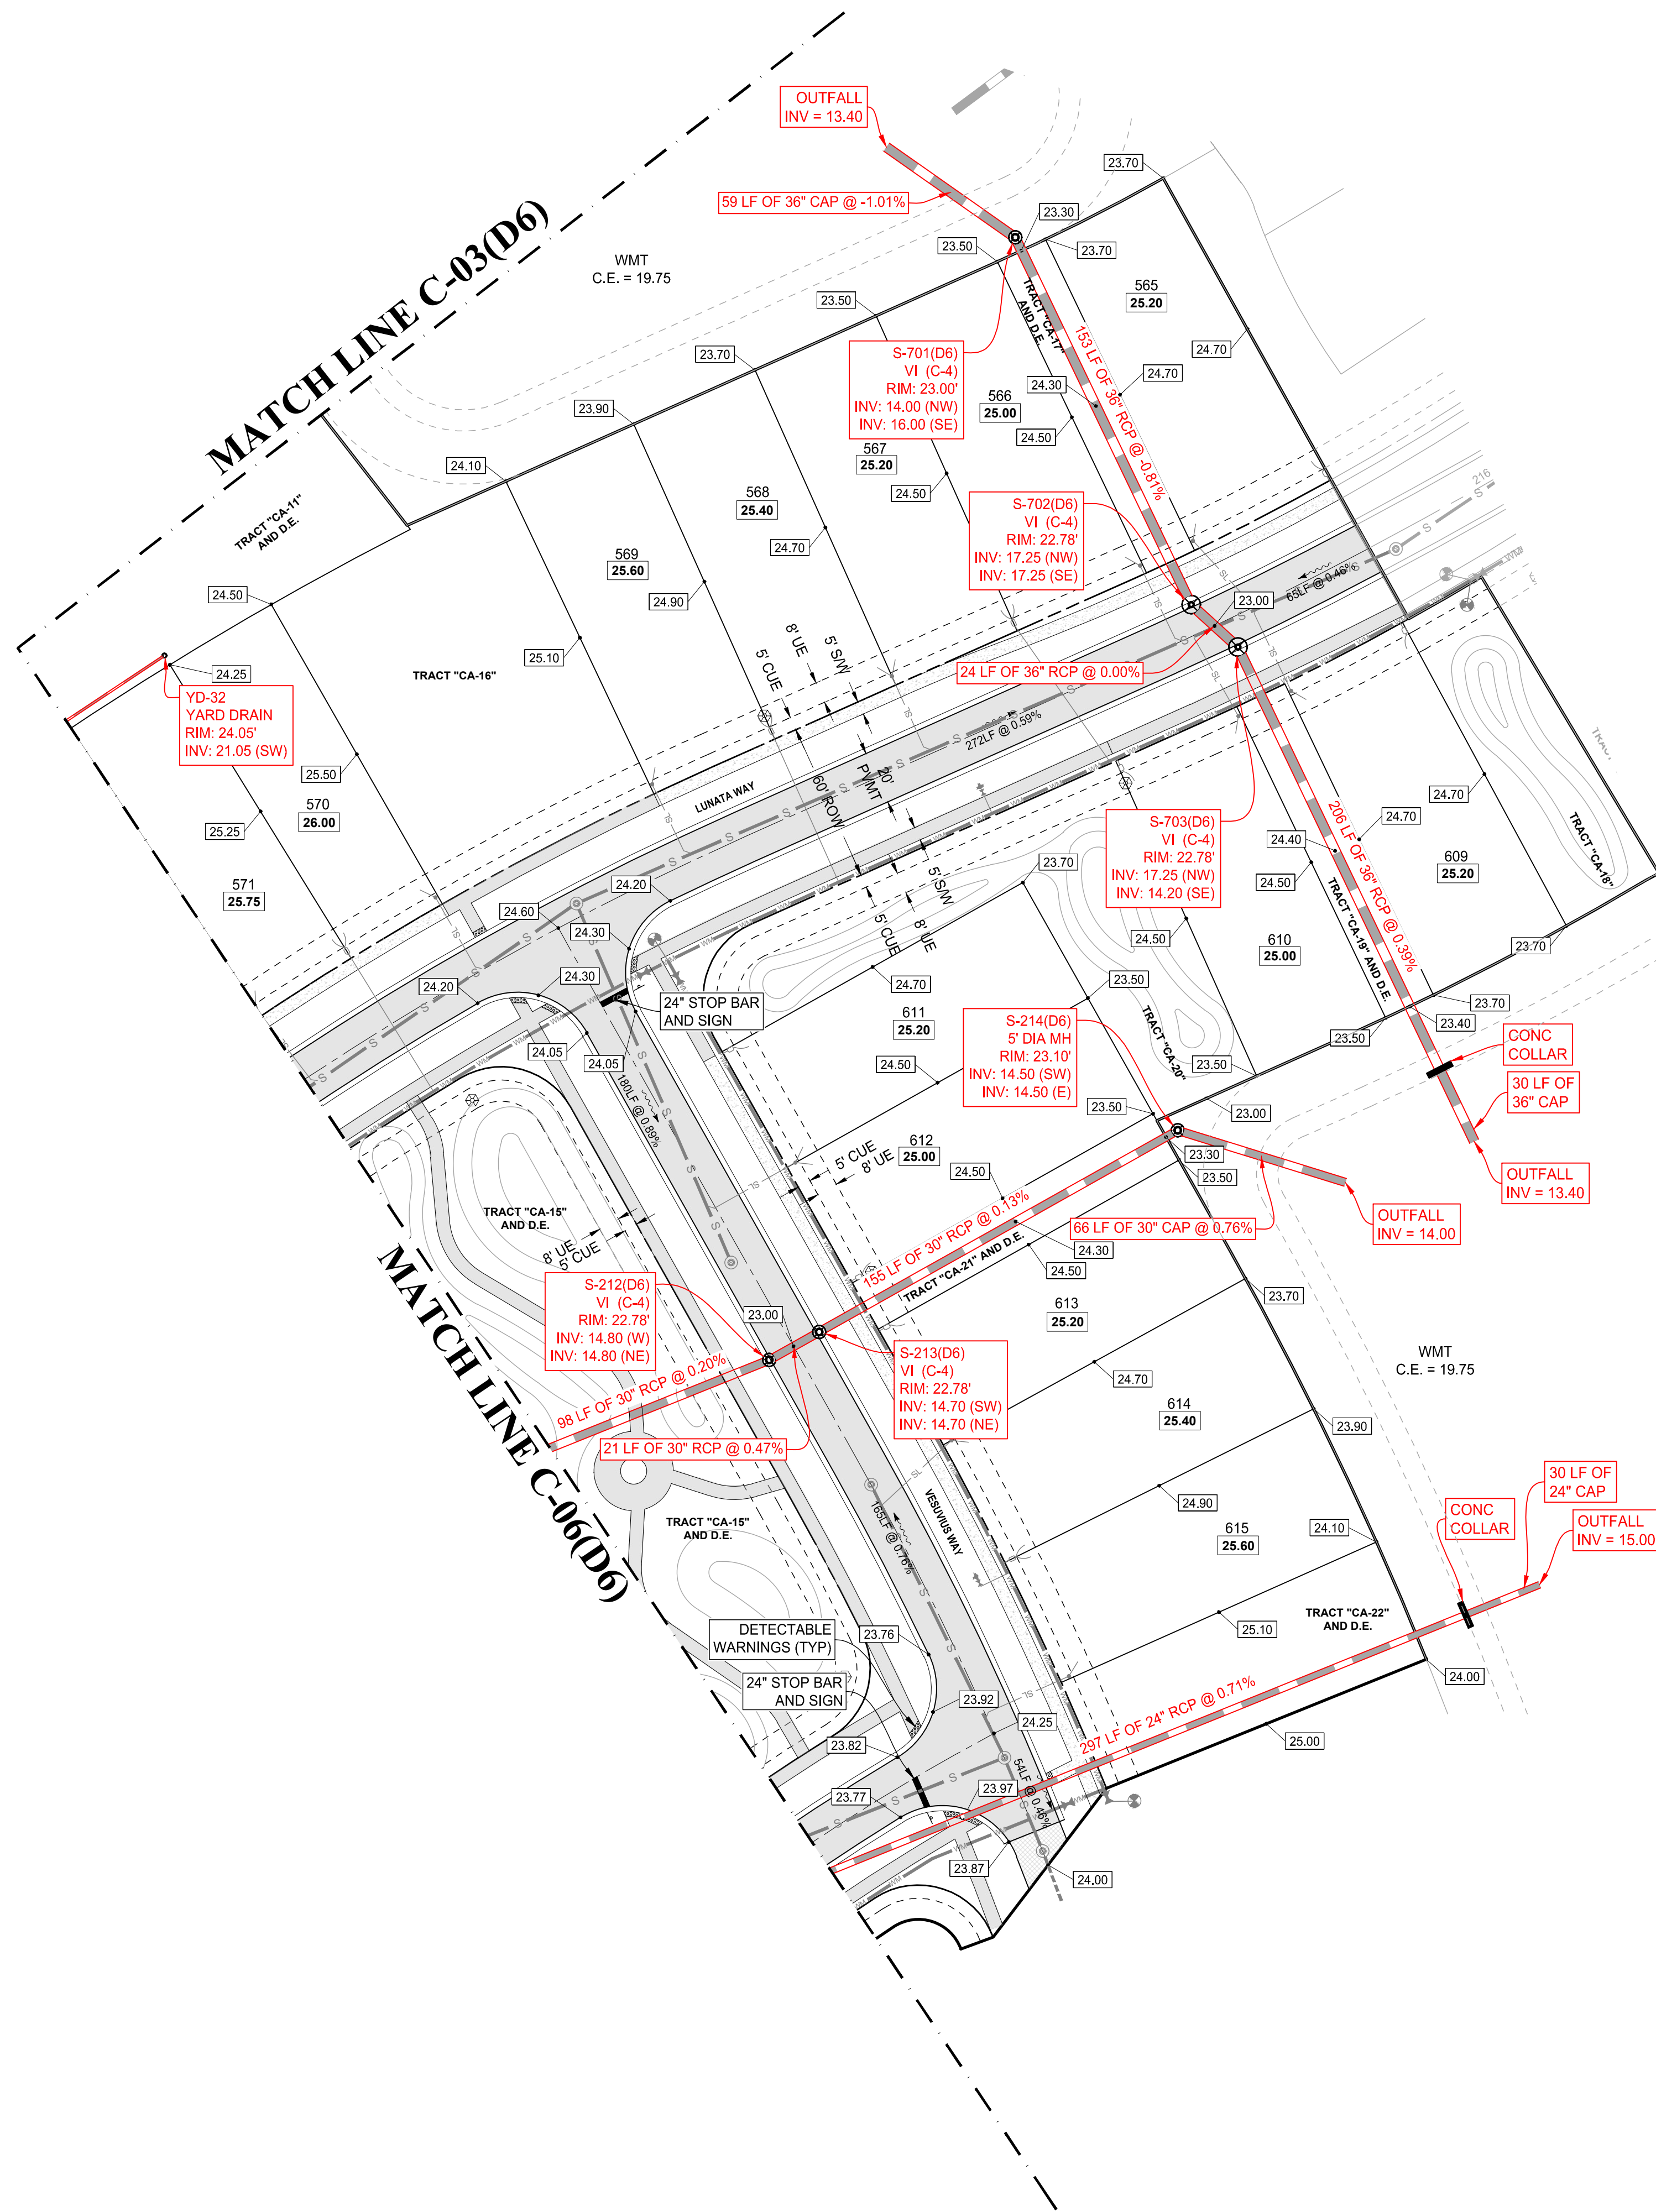 OUTFALL
INV = 13.40
59 LF OF 36" CAP @ -1.01%
MATCH LINE C-03(D6)
WMT
C.E. = 19.75
23.70
23.30
23.50
23.70
565
25.20
TRACT "CA-17"
AND D.E.
153 LF OF 36" RCP @ -0.81%
23.50
23.70
23.90
24.10
S-701(D6)
VI (C-4)
RIM: 23.00'
INV: 14.00 (NW)
INV: 16.00 (SE)
24.70
24.70
24.30
566
25.00
24.50
567
25.20
24.50
568
25.40
24.70
569
25.60
24.90
S-702(D6)
VI (C-4)
RIM: 22.78'
INV: 17.25 (NW)
INV: 17.25 (SE)
TRACT "CA-11"
AND D.E.
24.50
25.10
TRACT "CA-16"
24.25
YD-32
YARD DRAIN
RIM: 24.05'
INV: 21.05 (SW)
25.50
570
26.00
25.25
571
25.75
216
65LF @ 0.46%
23.00
24 LF OF 36" RCP @ 0.00%
272LF @ 0.59%
5' CUE
8' UE
5' S/W
LUNATA WAY
60' ROW
20'
PVMT
5' S/W
8' UE
5' CUE
S-703(D6)
VI (C-4)
RIM: 22.78'
INV: 17.25 (NW)
INV: 14.20 (SE)
206 LF OF 36" RCP @ 0.39%
24.70
24.70
24.40
24.50
609
25.20
TRACT "CA-18"
TRACT "CA-19" AND D.E.
610
25.00
24.50
23.70
23.70
23.40
23.50
23.70
24.20
24.60
24.30
24.30
24.20
24.05
24.05
24" STOP BAR
AND SIGN
24.70
611
25.20
24.50
23.50
TRACT "CA-20"
23.50
S-214(D6)
5' DIA MH
RIM: 23.10'
INV: 14.50 (SW)
INV: 14.50 (E)
CONC
COLLAR
30 LF OF
36" CAP
OUTFALL
INV = 13.40
23.50
23.00
23.30
23.50
180LF @ 0.89%
5' CUE
8' UE
612
25.00
24.50
66 LF OF 30" CAP @ 0.76%
OUTFALL
INV = 14.00
155 LF OF 30" RCP @ 0.13%
24.30
24.50
TRACT "CA-21" AND D.E.
TRACT "CA-15"
AND D.E.
8' UE
5' CUE
MATCH LINE C-06(D6)
S-212(D6)
VI (C-4)
RIM: 22.78'
INV: 14.80 (W)
INV: 14.80 (NE)
23.00
S-213(D6)
VI (C-4)
RIM: 22.78'
INV: 14.70 (SW)
INV: 14.70 (NE)
98 LF OF 30" RCP @ 0.20%
21 LF OF 30" RCP @ 0.47%
613
25.20
23.70
24.70
WMT
C.E. = 19.75
614
25.40
23.90
24.90
165LF @ 0.76%
VESUVIUS WAY
TRACT "CA-15"
AND D.E.
615
25.60
24.10
CONC
COLLAR
30 LF OF
24" CAP
OUTFALL
INV = 15.00
TRACT "CA-22"
AND D.E.
25.10
DETECTABLE
WARNINGS (TYP)
24" STOP BAR
AND SIGN
23.76
23.92
24.25
23.82
23.77
23.97
23.87
54LF @ 0.46%
297 LF OF 24" RCP @ 0.71%
24.00
25.00
24.00